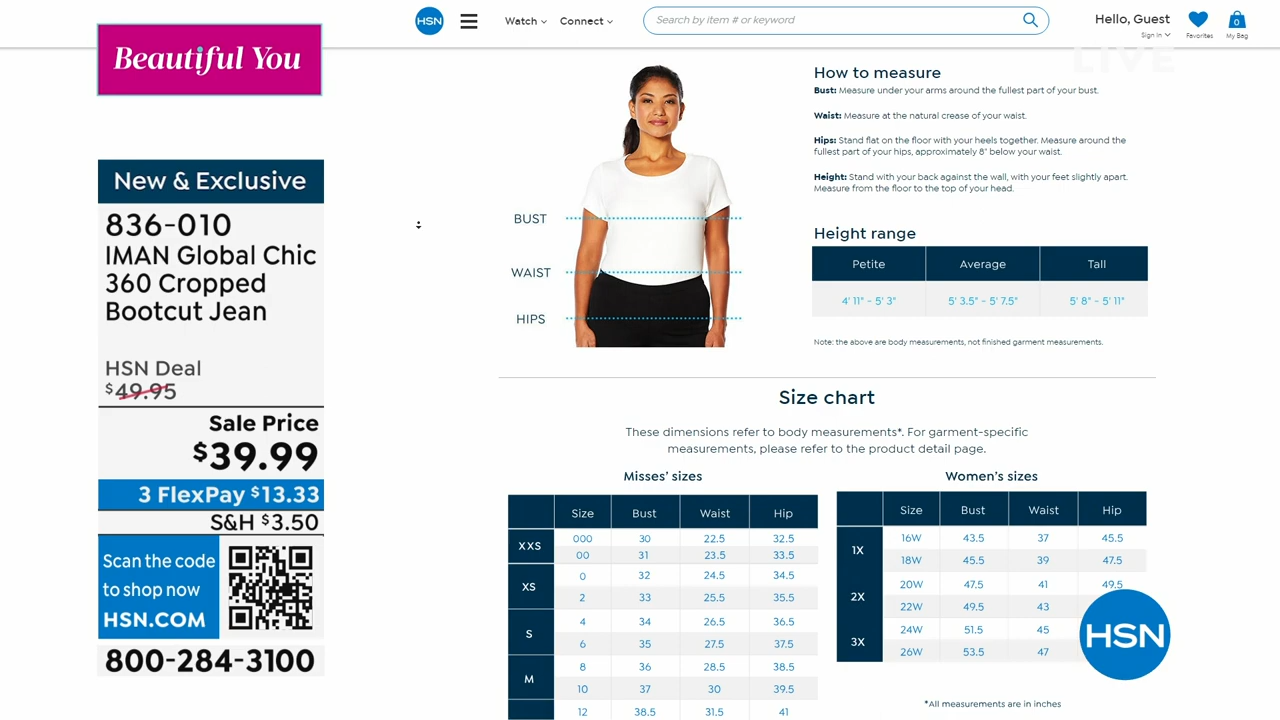 HSN
Watch
Connect
Search by item # or keyword
Hello, Guest
Sign in
Favorites
0
My Bag
LIVE
Beautiful You
New & Exclusive
836-010
IMAN Global Chic
360 Cropped
Bootcut Jean
HSN Deal
$49.95
Sale Price
$39.99
3 FlexPay $13.33
S&H $3.50
Scan the code
to shop now
HSN.COM
800-284-3100
BUST
WAIST
HIPS
How to measure
Bust: Measure under your arms around the fullest part of your bust.
Waist: Measure at the natural crease of your waist.
Hips: Stand flat on the floor with your heels together. Measure around the
fullest part of your hips, approximately 8" below your waist.
Height: Stand with your back against the wall, with your feet slightly apart.
Measure from the floor to the top of your head.
Height range
Petite Average Tall
4' 11" - 5' 3" 5' 3.5" - 5' 7.5" 5' 8" - 5' 11"
Note: the above are body measurements, not finished garment measurements.
Size chart
These dimensions refer to body measurements*. For garment-specific
measurements, please refer to the product detail page.
Misses' sizes
Size Bust Waist Hip
XXS
000 30 22.5 32.5
00 31 23.5 33.5
XS
0 32 24.5 34.5
2 33 25.5 35.5
S
4 34 26.5 36.5
6 35 27.5 37.5
M
8 36 28.5 38.5
10 37 30 39.5
12 38.5 31.5 41
Women's sizes
Size Bust Waist Hip
1X
16W 43.5 37 45.5
18W 45.5 39 47.5
2X
20W 47.5 41 49.5
22W 49.5 43
3X
24W 51.5 45
26W 53.5 47
HSN
*All measurements are in inches